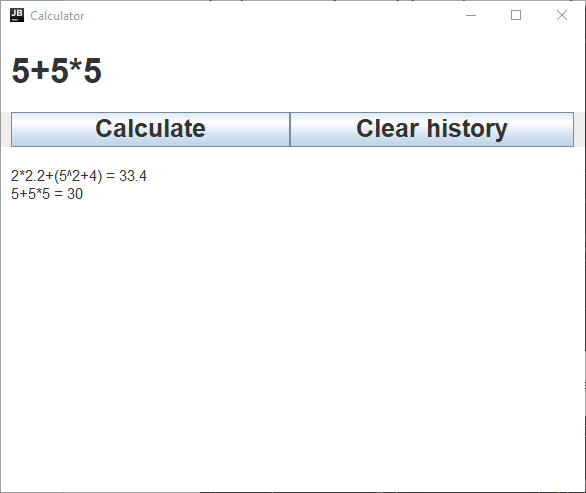 JB
Calculator
5+5*5
Calculate
Clear history
2*2.2+(5^2+4) = 33.4
5+5*5 = 30